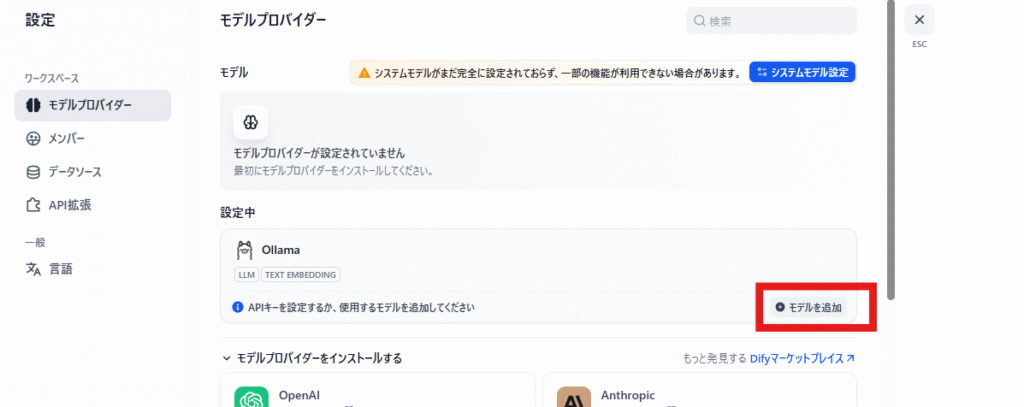 設定
モデルプロバイダー
検索
ESC
ワークスペース
モデルプロバイダー
メンバー
データソース
API拡張
一般
言語
モデル
システムモデルがまだ完全に設定されておらず、一部の機能が利用できない場合があります。
システムモデル設定
モデルプロバイダーが設定されていません
最初にモデルプロバイダーをインストールしてください。
設定中
Ollama
LLM TEXT EMBEDDING
APIキーを設定するか、使用するモデルを追加してください
モデルを追加
モデルプロバイダーをインストールする
もっと発見する Difyマーケットプレイス
OpenAI
Anthropic